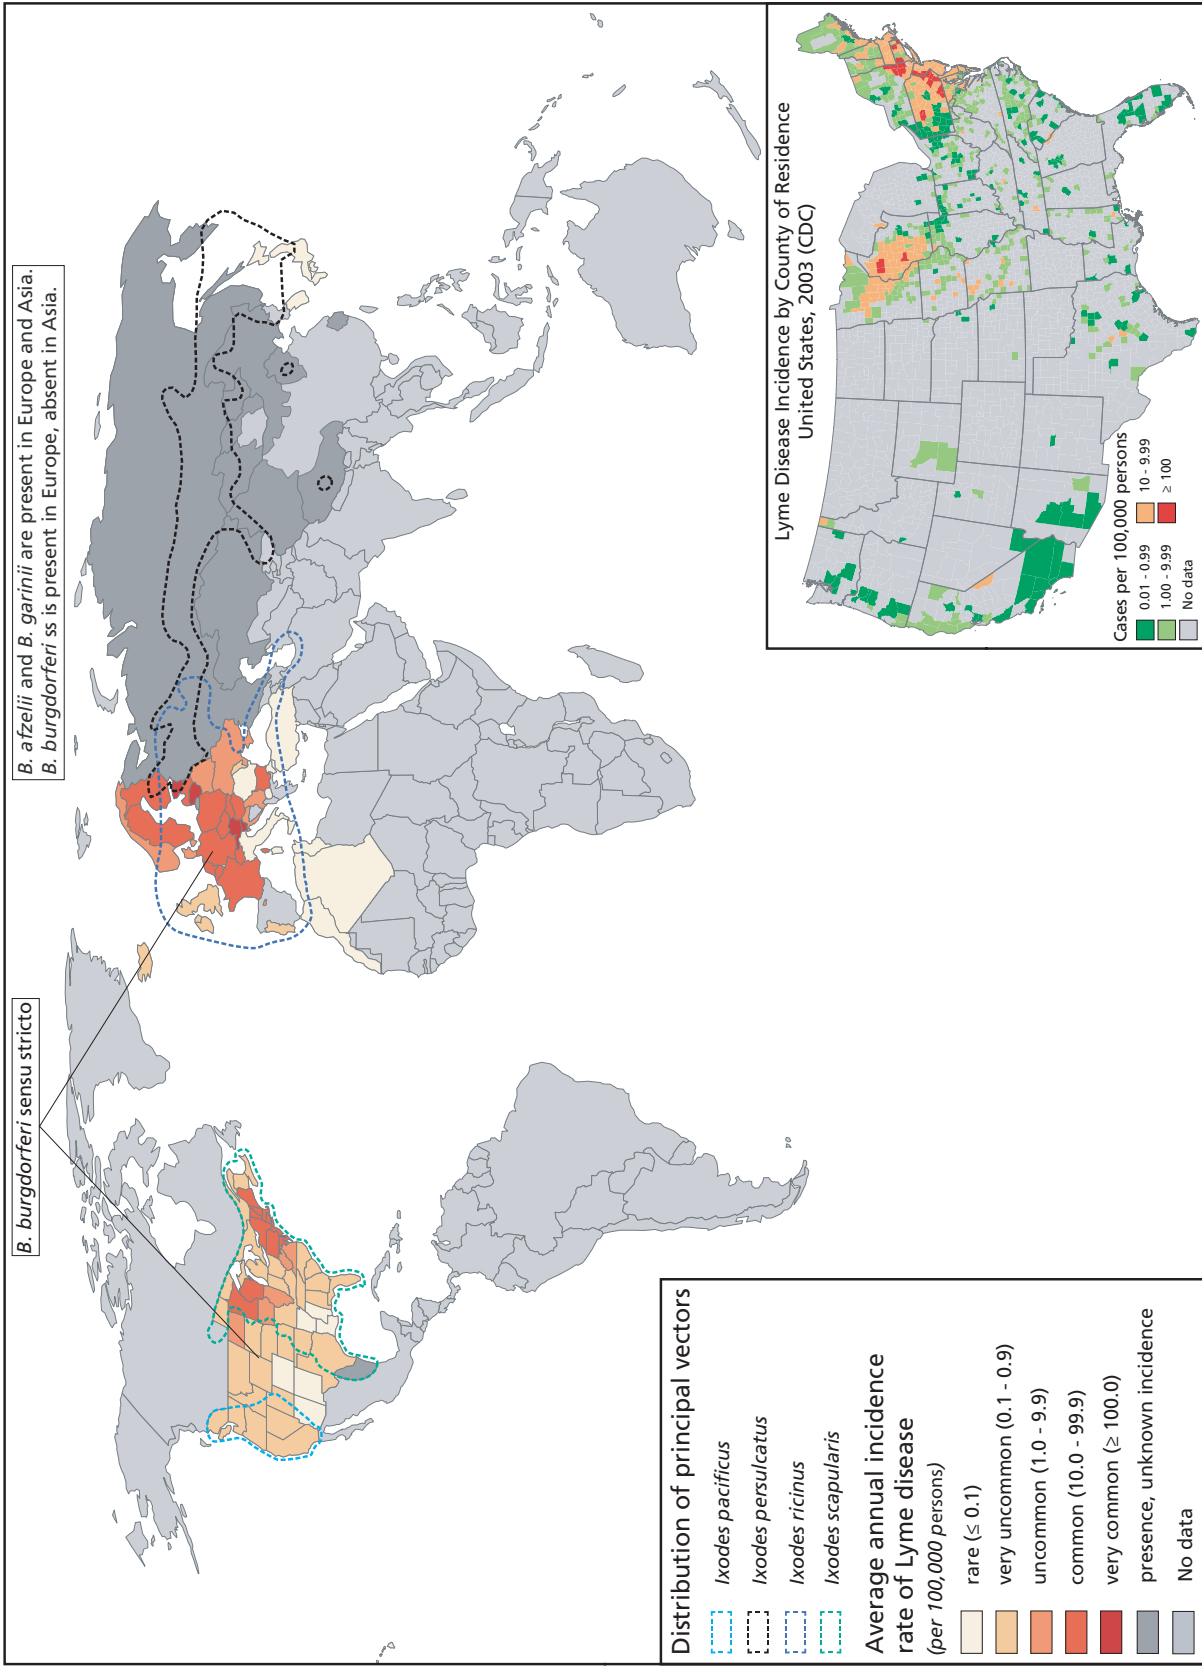 B. burgdorferi sensu stricto
B. afzelii and B. garinii are present in Europe and Asia.
B. burgdorferi ss is present in Europe, absent in Asia.
Distribution of principal vectors
Ixodes pacificus
Ixodes persulcatus
Ixodes ricinus
Ixodes scapularis
Average annual incidence
rate of Lyme disease
(per 100,000 persons)
rare (≤ 0.1)
very uncommon (0.1 - 0.9)
uncommon (1.0 - 9.9)
common (10.0 - 99.9)
very common (≥ 100.0)
presence, unknown incidence
No data
Lyme Disease Incidence by County of Residence
United States, 2003 (CDC)
Cases per 100,000 persons
0.01 - 0.99
1.00 - 9.99
No data
10 - 9.99
≥ 100